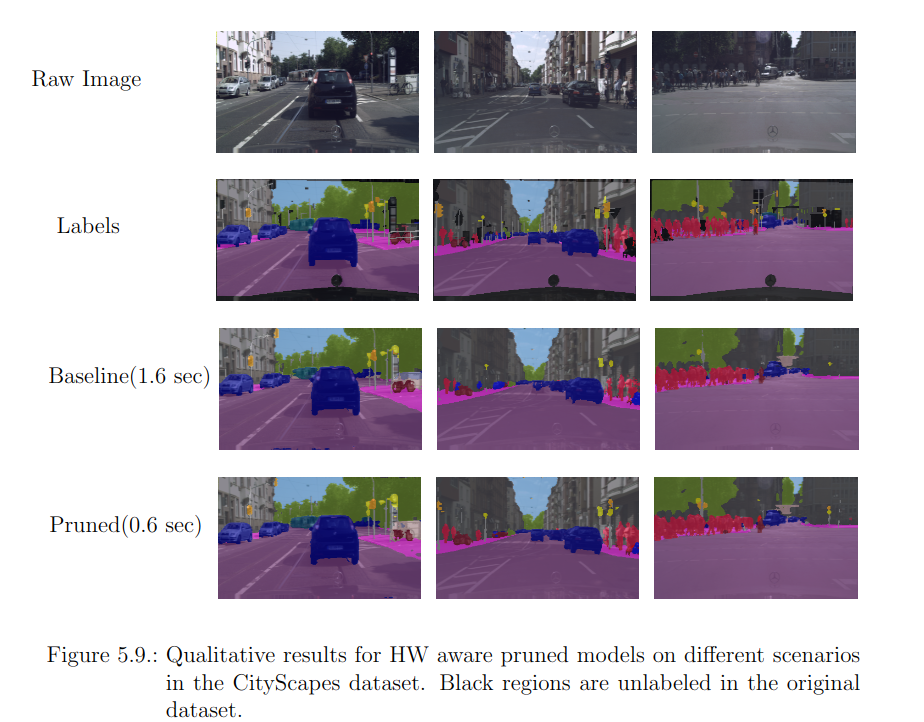 Raw Image
Labels
Baseline(1.6 sec)
Pruned(0.6 sec)
Figure 5.9.: Qualitative results for HW aware pruned models on different scenarios
in the CityScapes dataset. Black regions are unlabeled in the original
dataset.